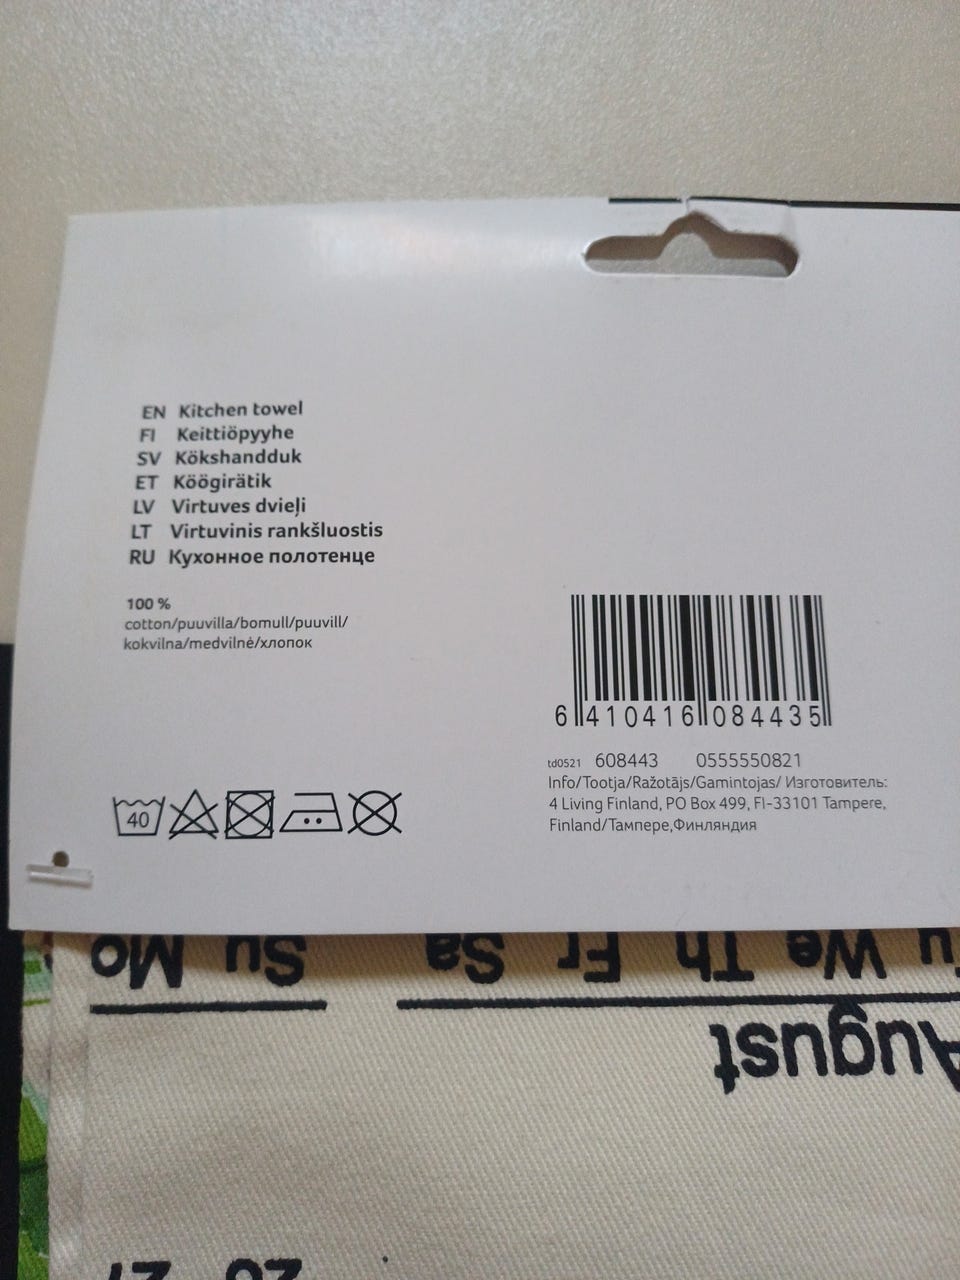 EN Kitchen towel
FI Keittiöpyyhe
SV Kökshandduk
ET Köögirätik
LV Virtuves dvieļi
LT Virtuvinis rankšluostis
RU Кухонное полотенце
100 %
cotton/puuvilla/bomull/puuvill/
kokvilna/medvilnė/хлопок
40
6 410416 084435
td0521 608443 0555550821
Info/Tootja/Ražotājs/Gamintojas/ Изготовитель:
4 Living Finland, PO Box 499, FI-33101 Tampere,
Finland/Тампере,Финляндия
August
Tu We Th Fr Sa
Su Mo